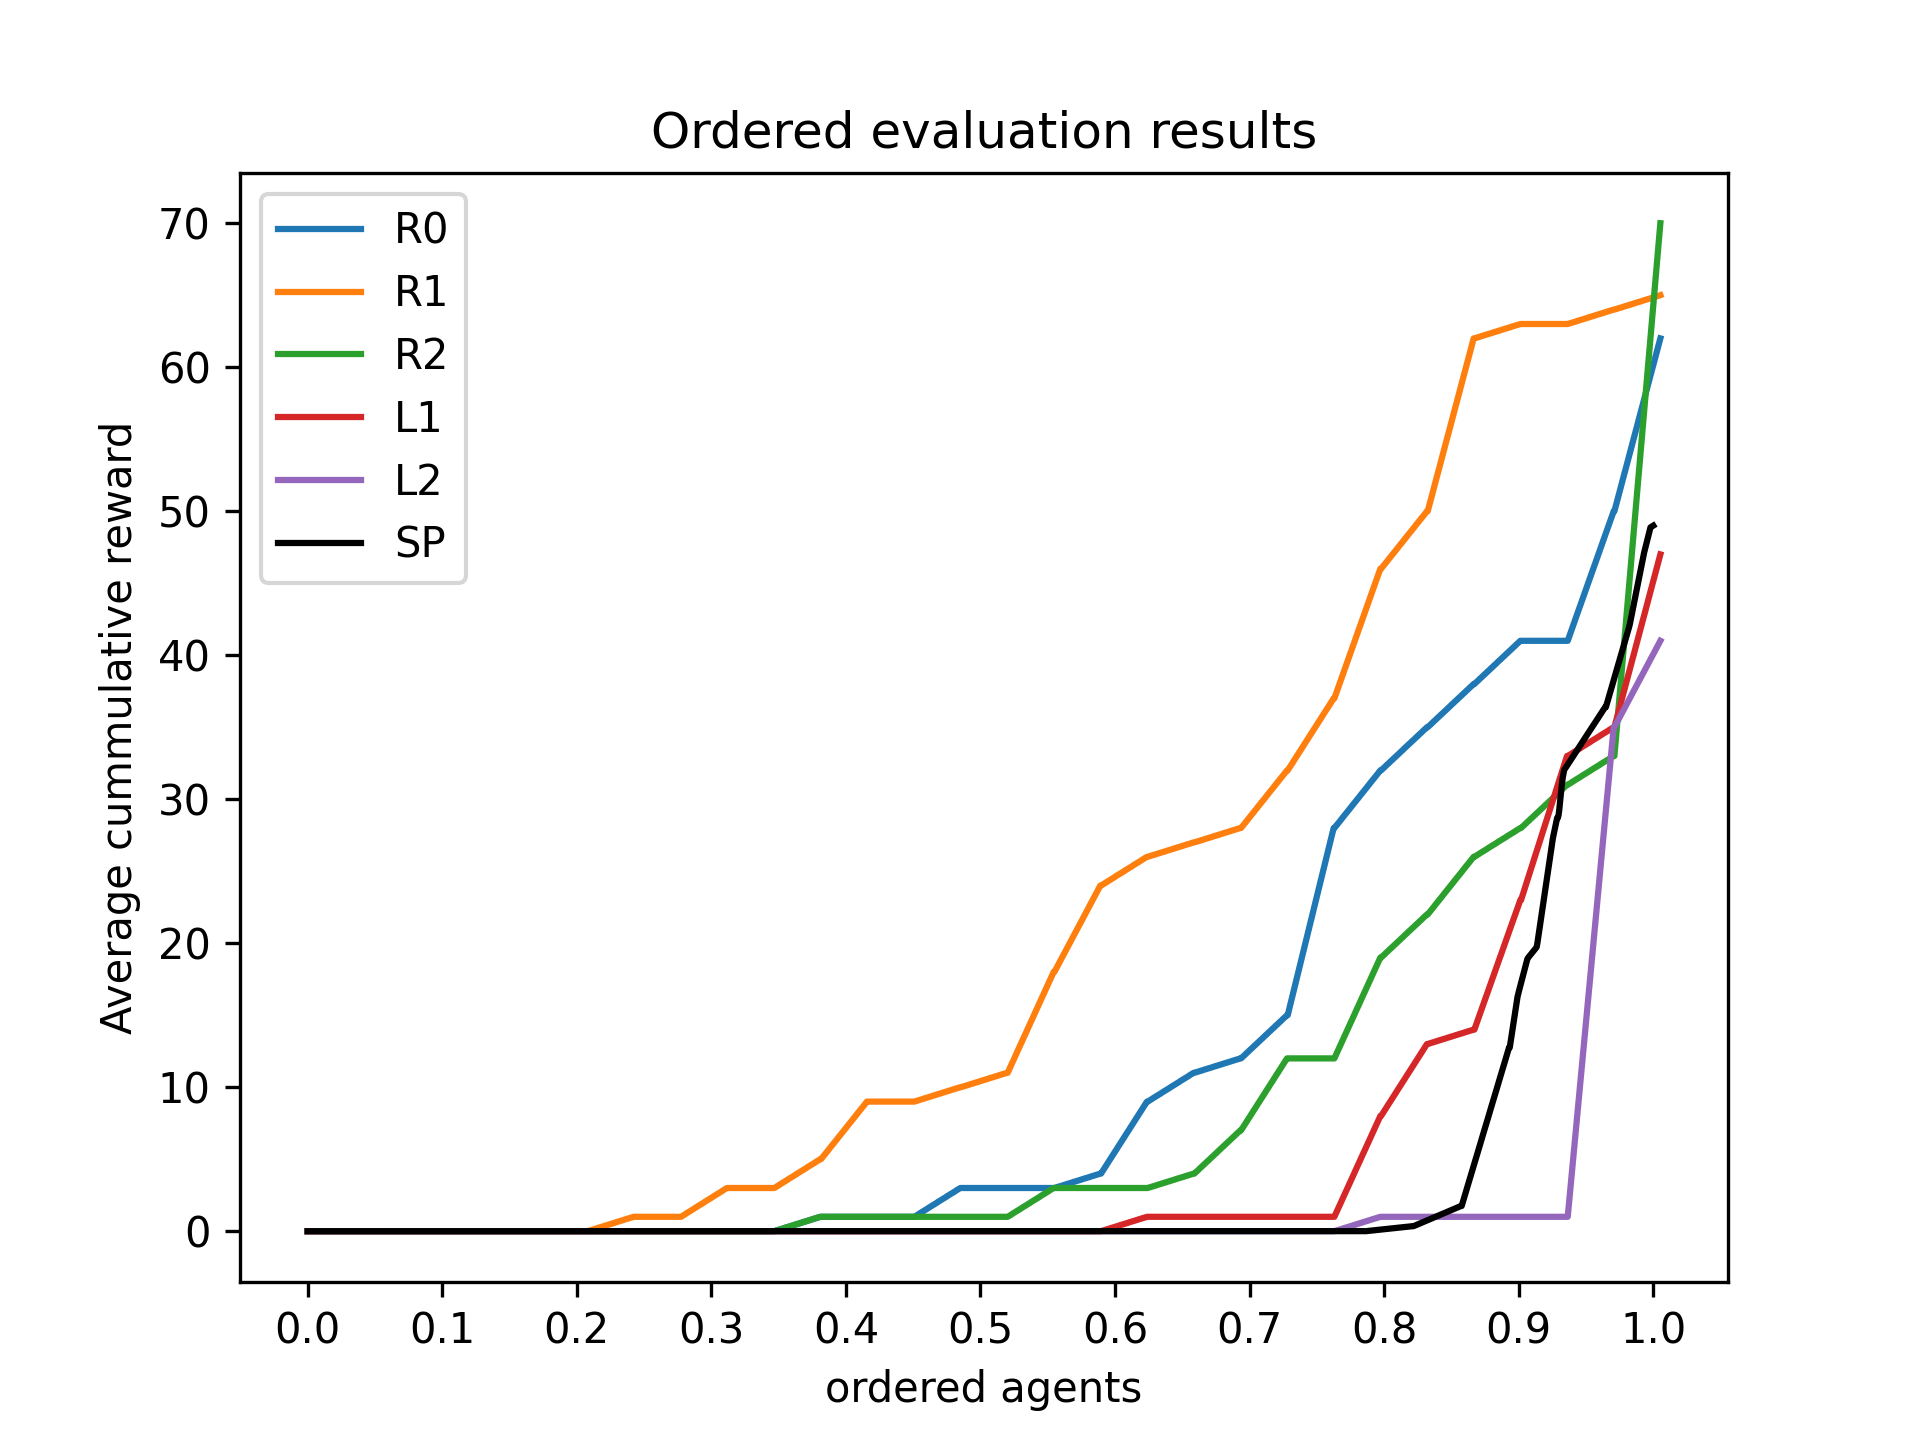 Ordered evaluation results
R0
R1
R2
L1
L2
SP
Average cummulative reward
70
60
50
40
30
20
10
0
0.0 0.1 0.2 0.3 0.4 0.5 0.6 0.7 0.8 0.9 1.0
ordered agents